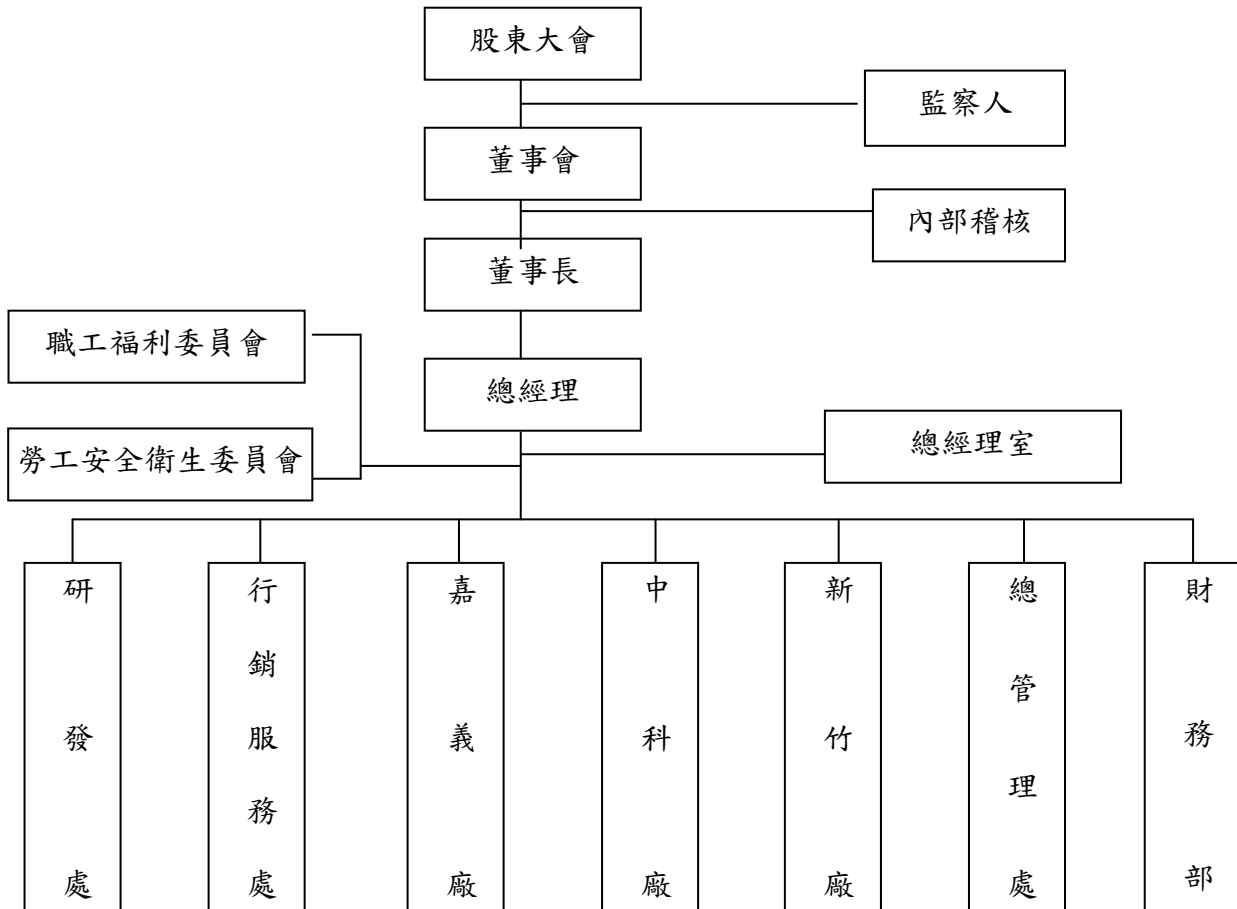 股東大會
監察人
董事會
內部稽核
董事長
職工福利委員會
總經理
勞工安全衛生委員會
總經理室
研發處
行銷服務處
嘉義廠
中科廠
新竹廠
總管理處
財務部